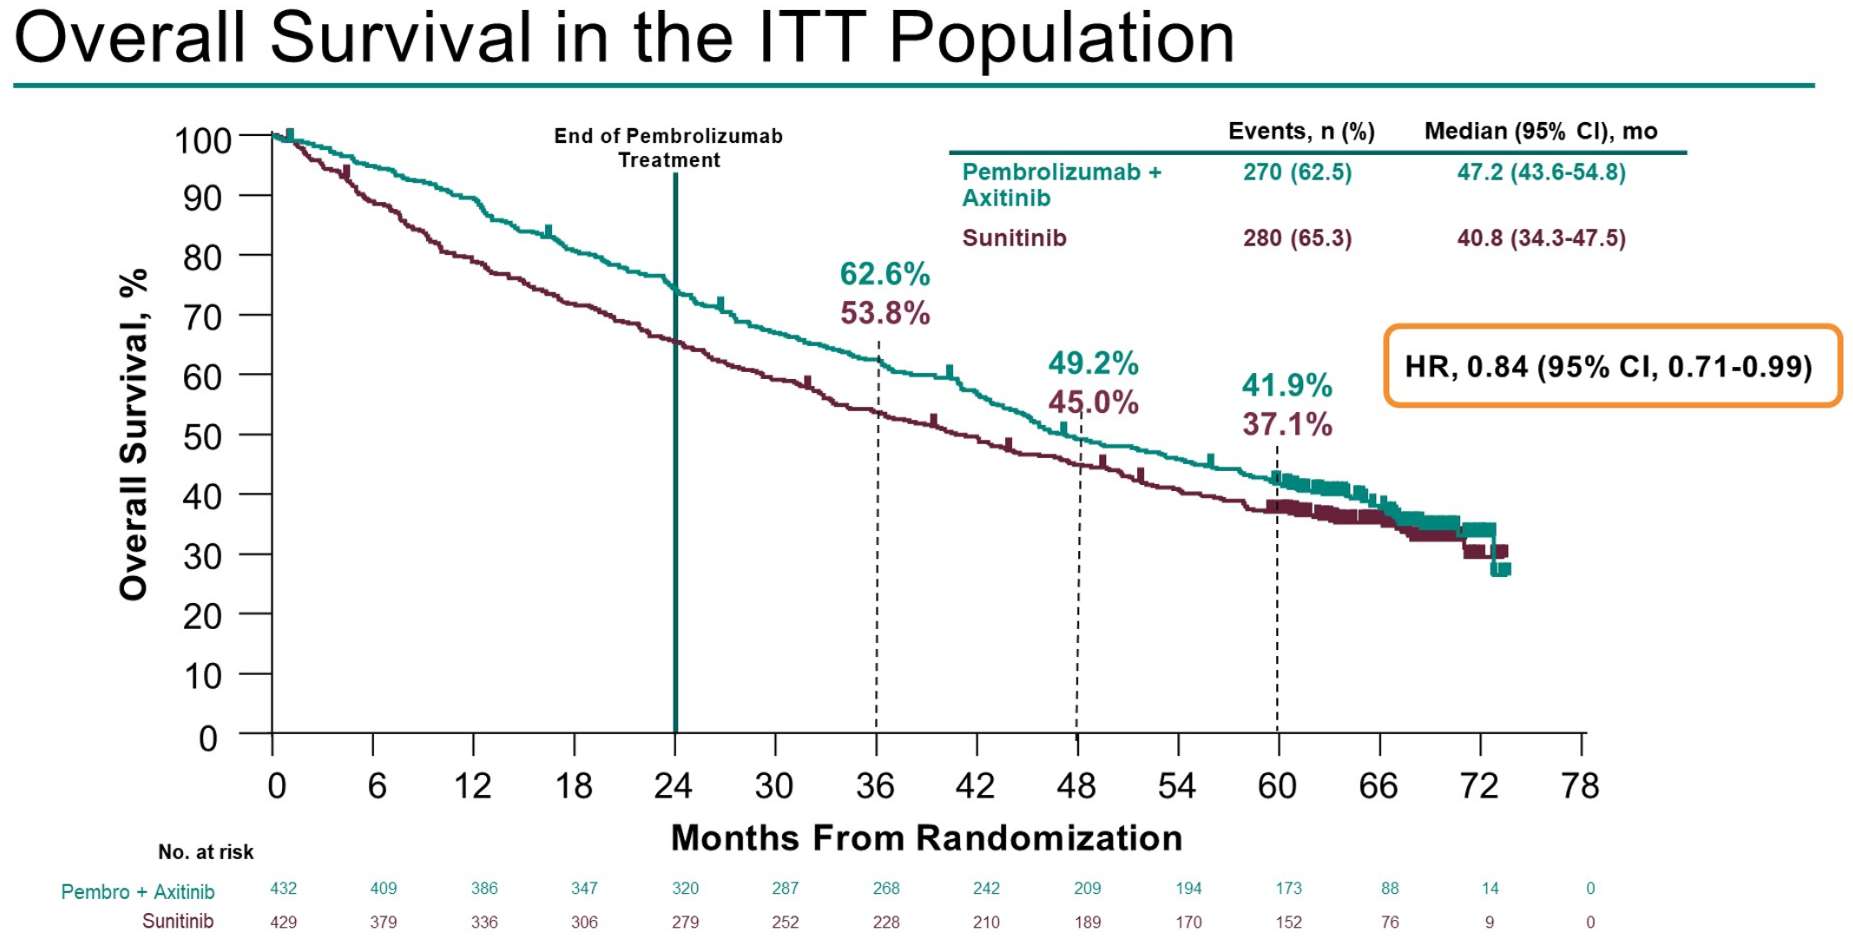 Overall Survival in the ITT Population
End of Pembrolizumab
Treatment
Events, n (%) Median (95% CI), mo
Pembrolizumab + 270 (62.5) 47.2 (43.6-54.8)
Axitinib
Sunitinib 280 (65.3) 40.8 (34.3-47.5)
62.6%
53.8%
49.2%
45.0%
41.9%
37.1%
HR, 0.84 (95% CI, 0.71-0.99)
Overall Survival, %
100
90
80
70
60
50
40
30
20
10
0
0 6 12 18 24 30 36 42 48 54 60 66 72 78
Months From Randomization
No. at risk
Pembro + Axitinib 432 409 386 347 320 287 268 242 209 194 173 88 14 0
Sunitinib 429 379 336 306 279 252 228 210 189 170 152 76 9 0